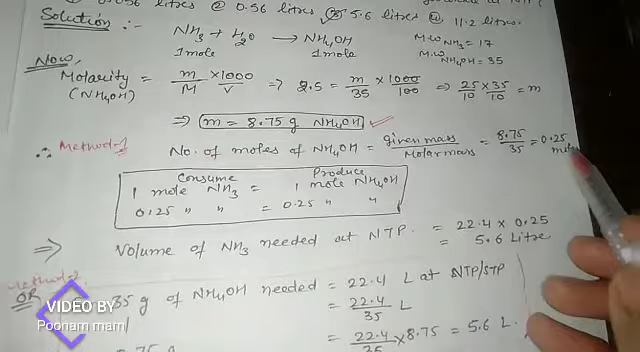 0.056 litres @ 0.56 litres 5.6 litres @ 11.2 litres.
Solution:-
NH3 + H2O → NH4OH
1 mole 1 mole
M.W NH3 = 17
M.W NH4OH = 35
Now,
Molarity (NH4OH) = m/M × 1000/V ⇒ 2.5 = m/35 × 1000/100 ⇒ 25/10 × 35/10 = m
⇒ m = 8.75 g NH4OH
∴ Method-1 No. of moles of NH4OH = given mass/Molar mass = 8.75/35 = 0.25
Consume Produce
1 mole NH3 = 1 mole NH4OH
0.25 " " = 0.25 " "
⇒ Volume of NH3 needed at NTP = 22.4 × 0.25
= 5.6 Litre
Method-2
OR 35 g of NH4OH needed = 22.4 L at NTP/STP
= 22.4/35 L
= 22.4/35 × 8.75 = 5.6 L.
VIDEO BY
Poonam mam